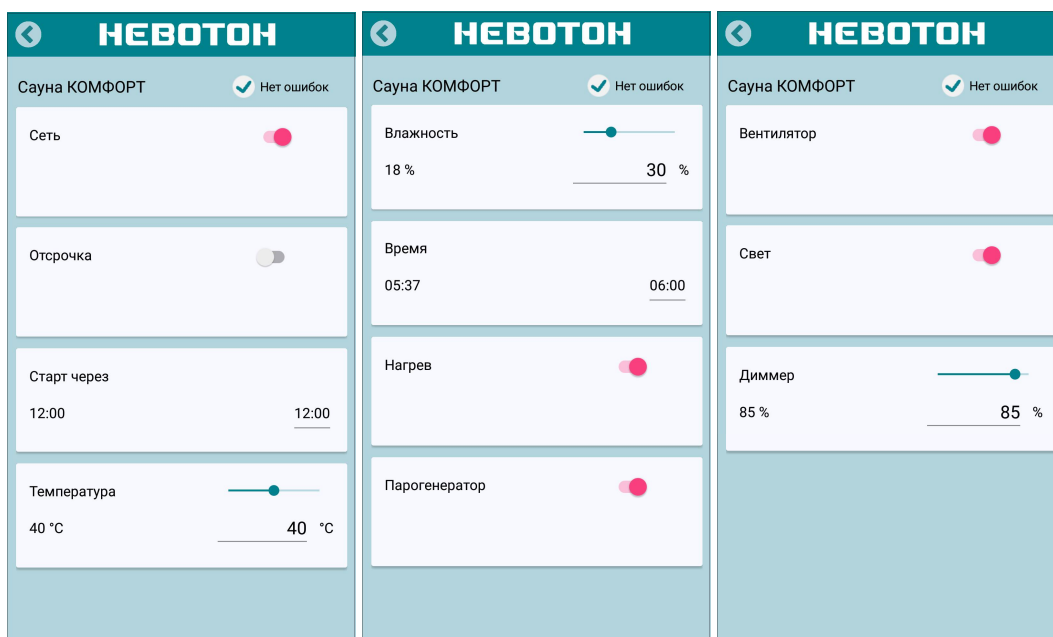 НЕВОТОН
Сауна КОМФОРТ Нет ошибок
Сеть
Отсрочка
Старт через
12:00 12:00
Температура
40 °C 40 °C
НЕВОТОН
Сауна КОМФОРТ Нет ошибок
Влажность
18 % 30 %
Время
05:37 06:00
Нагрев
Парогенератор
НЕВОТОН
Сауна КОМФОРТ Нет ошибок
Вентилятор
Свет
Диммер
85 % 85 %